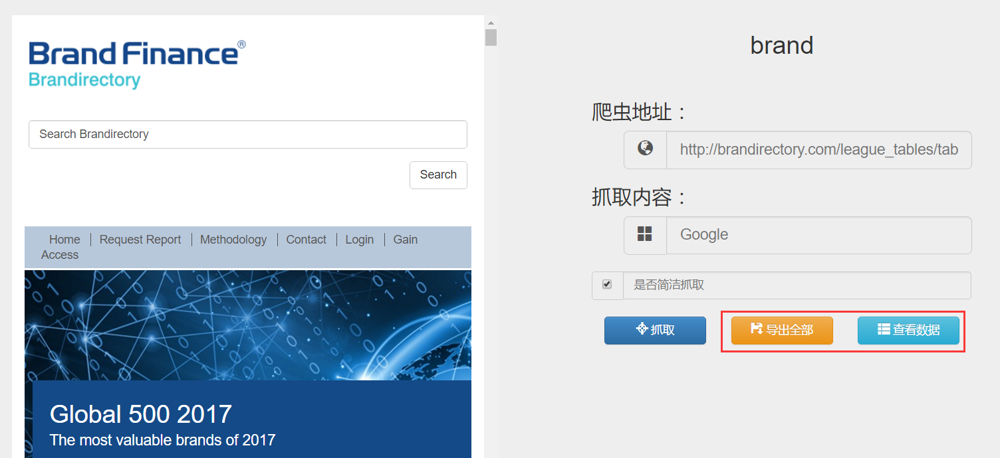 Brand Finance®
Brandirectory
Search Brandirectory
Search
Home
Request Report
Methodology
Contact
Login
Gain
Access
Global 500 2017
The most valuable brands of 2017
brand
爬虫地址：
http://brandirectory.com/league_tables/tab
抓取内容：
Google
是否简洁抓取
抓取
导出全部
查看数据